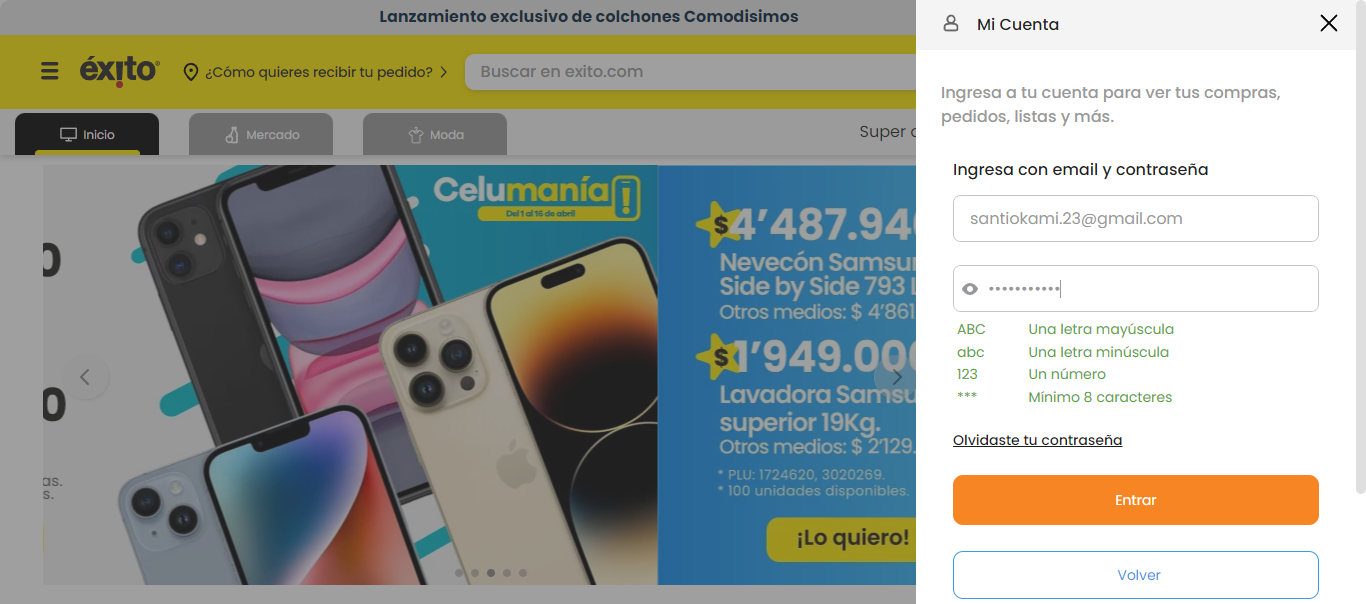 Lanzamiento exclusivo de colchones Comodisimos
éxito
¿Cómo quieres recibir tu pedido?
Buscar en exito.com
Inicio
Mercado
Moda
Super
Celumanía
Del 1 al 16 de abril
$4’487.94
Nevecón Samsu
Side by Side 793 L
Otros medios: $ 4’861
$1’949.000
Lavadora Samsu
superior 19Kg.
Otros medios: $ 2’129.
* PLU: 1724620, 3020269.
* 100 unidades disponibles.
¡Lo quiero!
0
0
as.
s.
Mi Cuenta
Ingresa a tu cuenta para ver tus compras,
pedidos, listas y más.
Ingresa con email y contraseña
santiokami.23@gmail.com
•••••••••••
ABC Una letra mayúscula
abc Una letra minúscula
123 Un número
*** Mínimo 8 caracteres
Olvidaste tu contraseña
Entrar
Volver